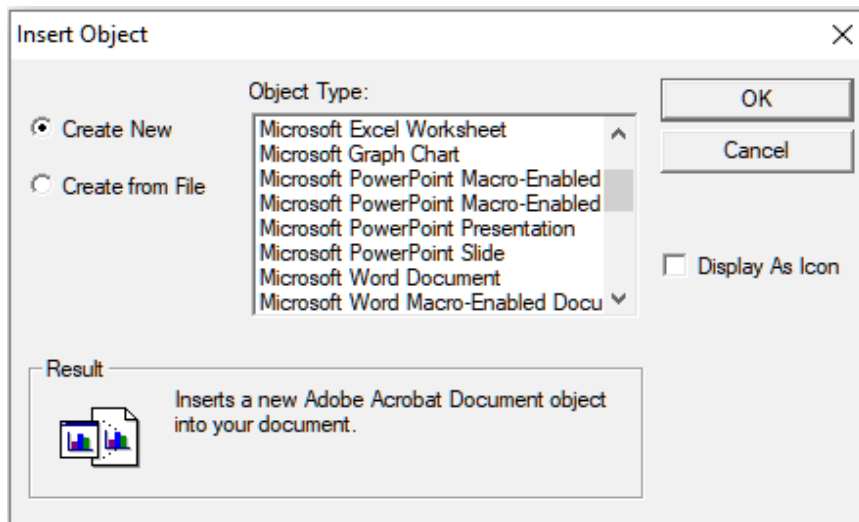 Insert Object
Object Type:
Create New
Create from File
Microsoft Excel Worksheet
Microsoft Graph Chart
Microsoft PowerPoint Macro-Enabled
Microsoft PowerPoint Macro-Enabled
Microsoft PowerPoint Presentation
Microsoft PowerPoint Slide
Microsoft Word Document
Microsoft Word Macro-Enabled Docu
OK
Cancel
Display As Icon
Result
Inserts a new Adobe Acrobat Document object
into your document.